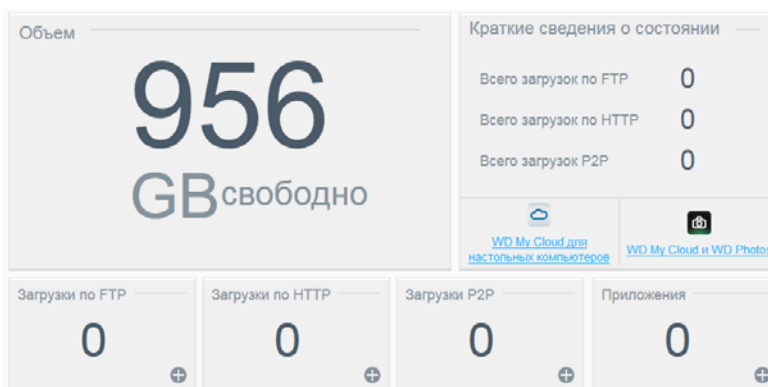 Объем
956
GB свободно
Краткие сведения о состоянии
Всего загрузок по FTP 0
Всего загрузок по HTTP 0
Всего загрузок P2P 0
WD My Cloud для
настольных компьютеров
WD My Cloud и WD Photos
Загрузки по FTP
0
Загрузки по HTTP
0
Загрузки P2P
0
Приложения
0